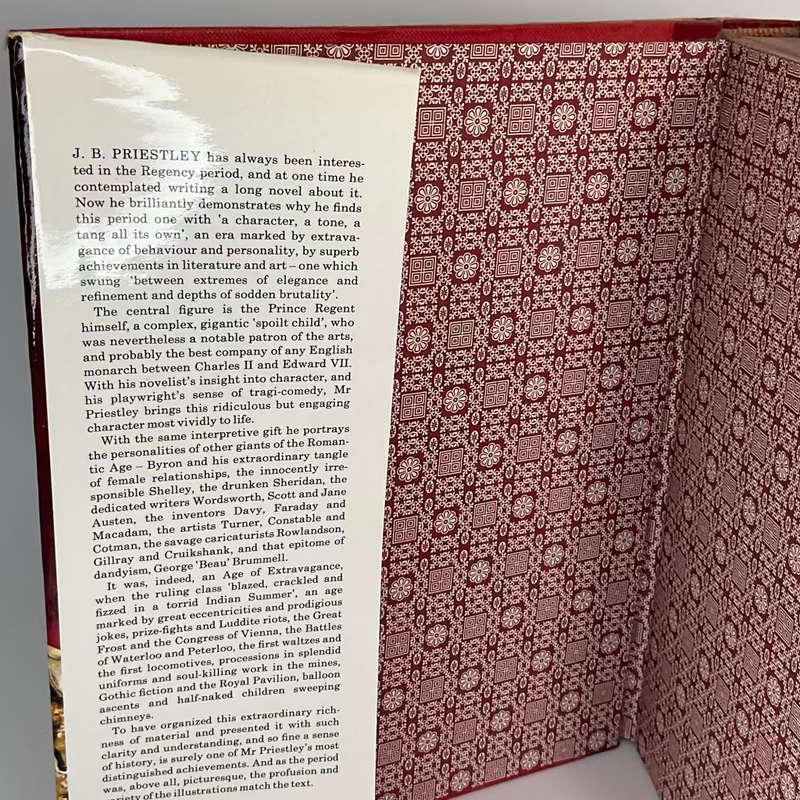 J. B. PRIESTLEY has always been interes-
ted in the Regency period, and at one time he
contemplated writing a long novel about it.
Now he brilliantly demonstrates why he finds
this period one with 'a character, a tone, a
tang all its own', an era marked by extrava-
gance of behaviour and personality, by superb
achievements in literature and art – one which
swung 'between extremes of elegance and
refinement and depths of sodden brutality'.
The central figure is the Prince Regent
himself, a complex, gigantic 'spoilt child', who
was nevertheless a notable patron of the arts,
and probably the best company of any English
monarch between Charles II and Edward VII.
With his novelist's insight into character, and
his playwright's sense of tragi-comedy, Mr
Priestley brings this ridiculous but engaging
character most vividly to life.
With the same interpretive gift he portrays
the personalities of other giants of the Roman-
tic Age – Byron and his extraordinary tangle
of female relationships, the innocently irre-
sponsible Shelley, the drunken Sheridan, the
dedicated writers Wordsworth, Scott and Jane
Austen, the inventors Davy, Faraday and
Macadam, the artists Turner, Constable and
Cotman, the savage caricaturists Rowlandson,
Gillray and Cruikshank, and that epitome of
dandyism, George 'Beau' Brummell.
It was, indeed, an Age of Extravagance,
when the ruling class 'blazed, crackled and
fizzed in a torrid Indian Summer', an age
marked by great eccentricities and prodigious
jokes, prize-fights and Luddite riots, the Great
Frost and the Congress of Vienna, the Battles
of Waterloo and Peterloo, the first waltzes and
the first locomotives, processions in splendid
uniforms and soul-killing work in the mines,
Gothic fiction and the Royal Pavilion, balloon
ascents and half-naked children sweeping
chimneys.
To have organized this extraordinary rich-
ness of material and presented it with such
clarity and understanding, and so fine a sense
of history, is surely one of Mr Priestley's most
distinguished achievements. And as the period
was, above all, picturesque, the profusion and
variety of the illustrations match the text.